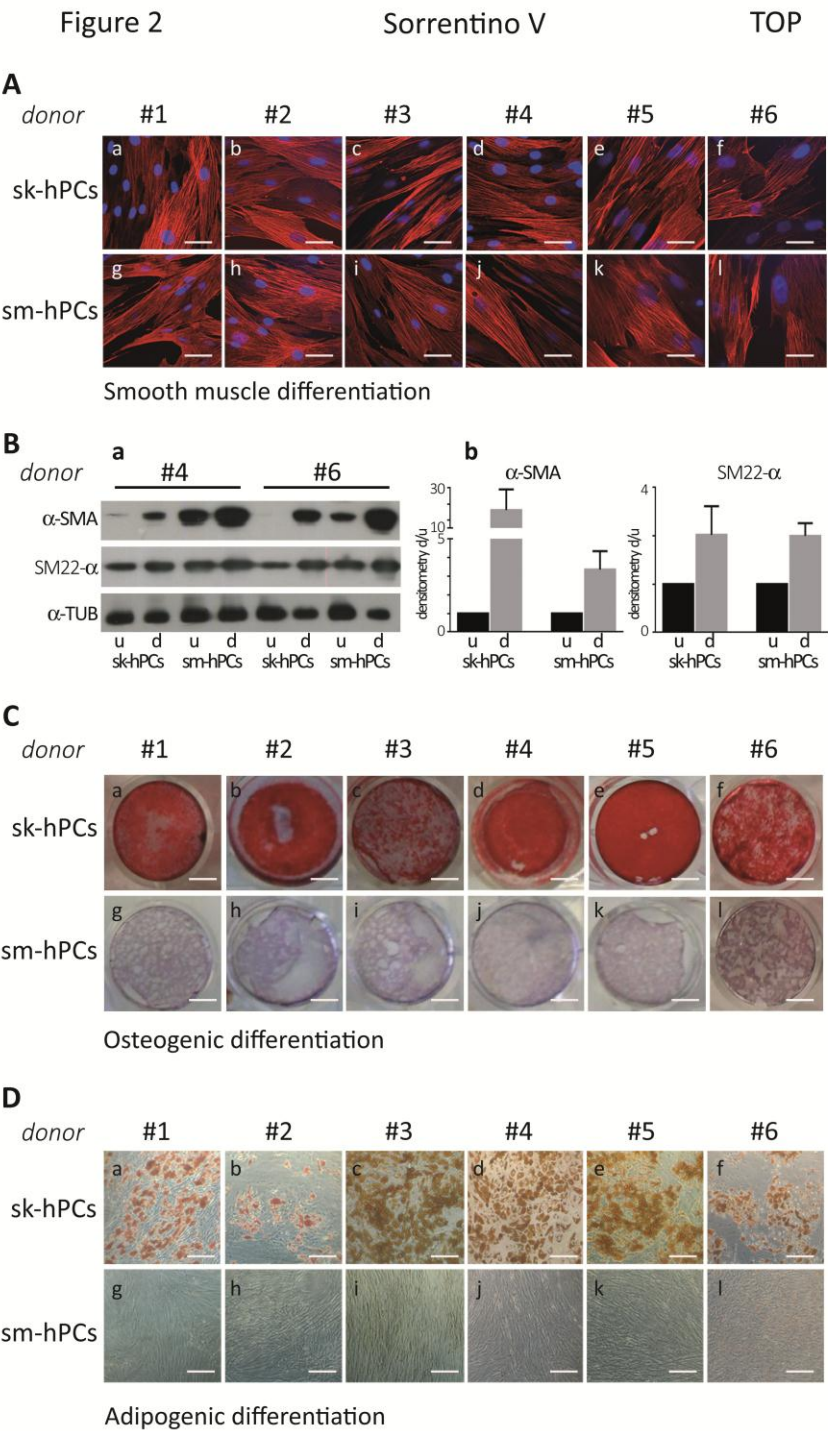 Figure 2 Sorrentino V TOP
A
donor #1 #2 #3 #4 #5 #6
sk-hPCs a b c d e f
sm-hPCs g h i j k l
Smooth muscle differentiation
B a b
donor #4 #6 α-SMA SM22-α
α-SMA
SM22-α
α-TUB
u d u d u d u d
sk-hPCs sm-hPCs sk-hPCs sm-hPCs
densitometry d/u 30 10 5 0
u d u d
sk-hPCs sm-hPCs
densitometry d/u 4 2 0
u d u d
sk-hPCs sm-hPCs
C
donor #1 #2 #3 #4 #5 #6
sk-hPCs a b c d e f
sm-hPCs g h i j k l
Osteogenic differentiation
D
donor #1 #2 #3 #4 #5 #6
sk-hPCs a b c d e f
sm-hPCs g h i j k l
Adipogenic differentiation